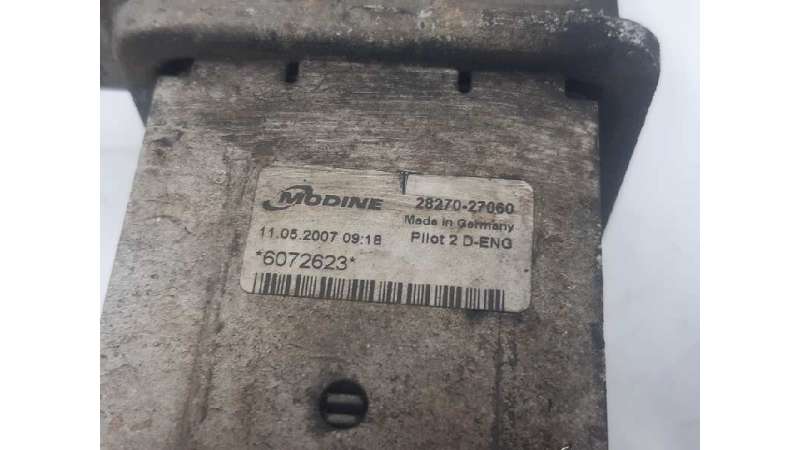 MODINE 28270-27060
Made in Germany
11.05.2007 09:18 Pilot 2 D-ENG
*6072623*